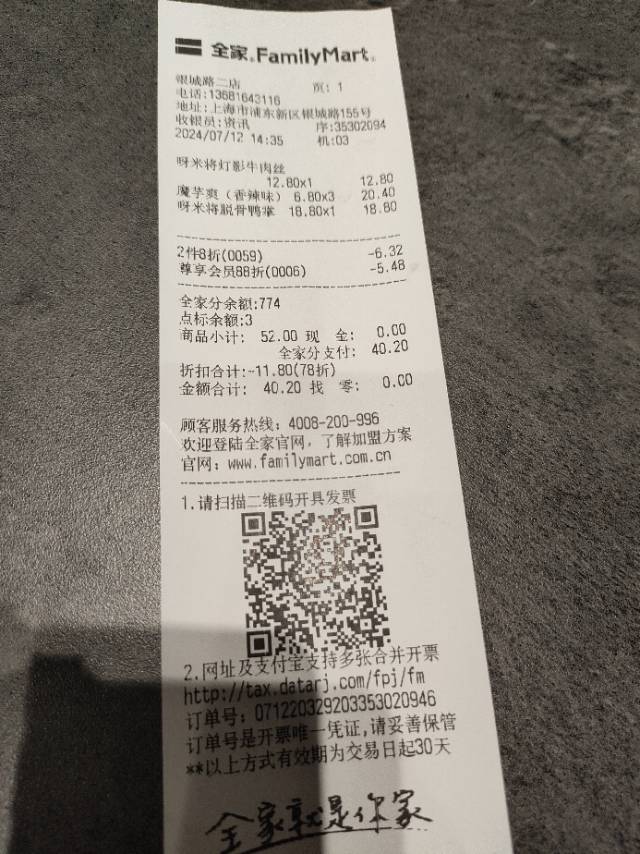 全家 FamilyMart
银城路二店 页: 1
电话:13681643116
地址:上海市浦东新区银城路155号
收银员:资讯 序:35302094
2024/07/12 14:35 机:03
呀米将灯影牛肉丝
12.80x1 12.80
魔芋爽（香辣味） 6.80x3 20.40
呀米将脱骨鸭掌 18.80x1 18.80
2件8折(0059) -6.32
尊享会员88折(0006) -5.48
全家分余额:774
点标余额:3
商品小计: 52.00 现 金: 0.00
全家分支付: 40.20
折扣合计:-11.80(78折)
金额合计: 40.20 找 零: 0.00
顾客服务热线: 4008-200-996
欢迎登陆全家官网，了解加盟方案
官网: www.familymart.com.cn
1.请扫描二维码开具发票
2.网址及支付宝支持多张合并开票
http://tax.datarj.com/fpj/fm
订单号: 071220329203353020946
订单号是开票唯一凭证,请妥善保管
**以上方式有效期为交易日起30天
全家就是你家